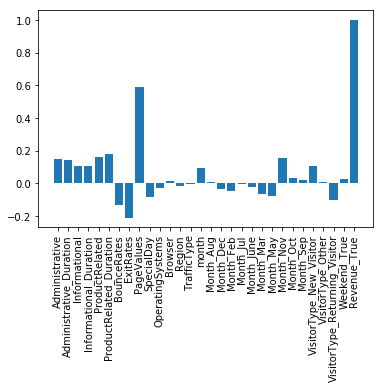 1.0
0.8
0.6
0.4
0.2
0.0
−0.2
Administrative
Administrative_Duration
Informational
Informational_Duration
ProductRelated
ProductRelated_Duration
BounceRates
ExitRates
PageValues
SpecialDay
OperatingSystems
Browser
Region
TrafficType
month
Month_Aug
Month_Dec
Month_Feb
Month_Jul
Month_June
Month_Mar
Month_May
Month_Nov
Month_Oct
Month_Sep
VisitorType_New_Visitor
VisitorType_Other
VisitorType_Returning_Visitor
Weekend_True
Revenue_True